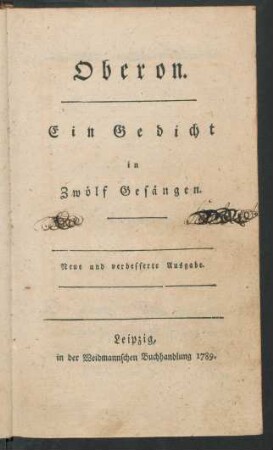 Oberon.
Ein Gedicht
in
Zwölf Gesängen.
Neue und verbesserte Ausgabe.
Leipzig,
in der Weidmannschen Buchhandlung 1789.